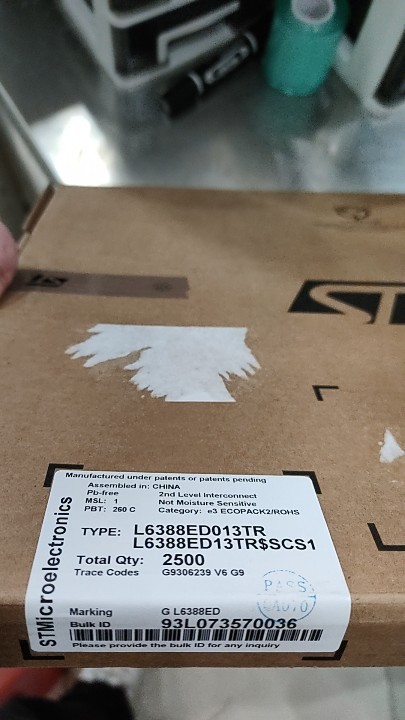 ST
Manufactured under patents or patents pending
Assembled in: CHINA
Pb-free 2nd Level Interconnect
MSL: 1 Not Moisture Sensitive
PBT: 260 C Category: e3 ECOPACK2/ROHS
TYPE: L6388ED013TR
L6388ED13TR$SCS1
Total Qty: 2500
Trace Codes G9306239 V6 G9
PASS
Marking G L6388ED
Bulk ID 93L073570036
Please provide the bulk ID for any inquiry
STMicroelectronics